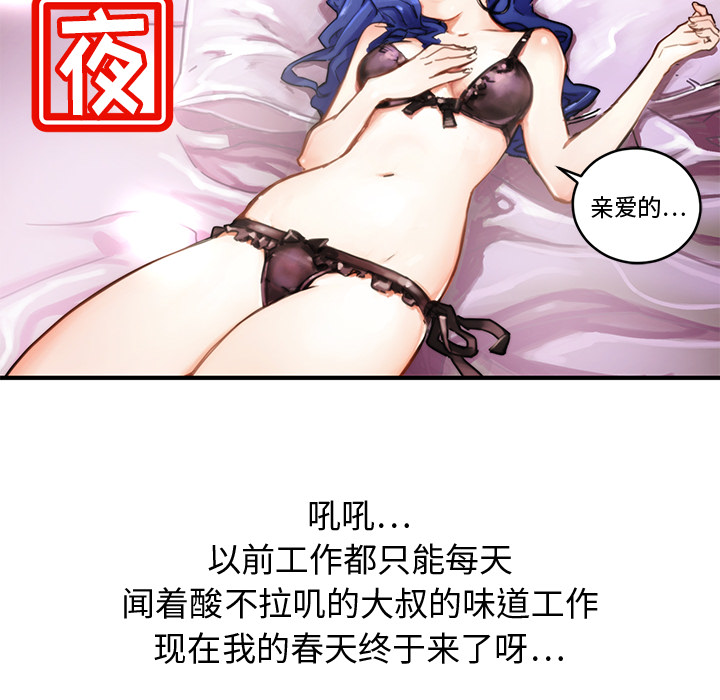 夜
亲爱的...
吼吼...
以前工作都只能每天
闻着酸不拉叽的大叔的味道工作
现在我的春天终于来了呀...